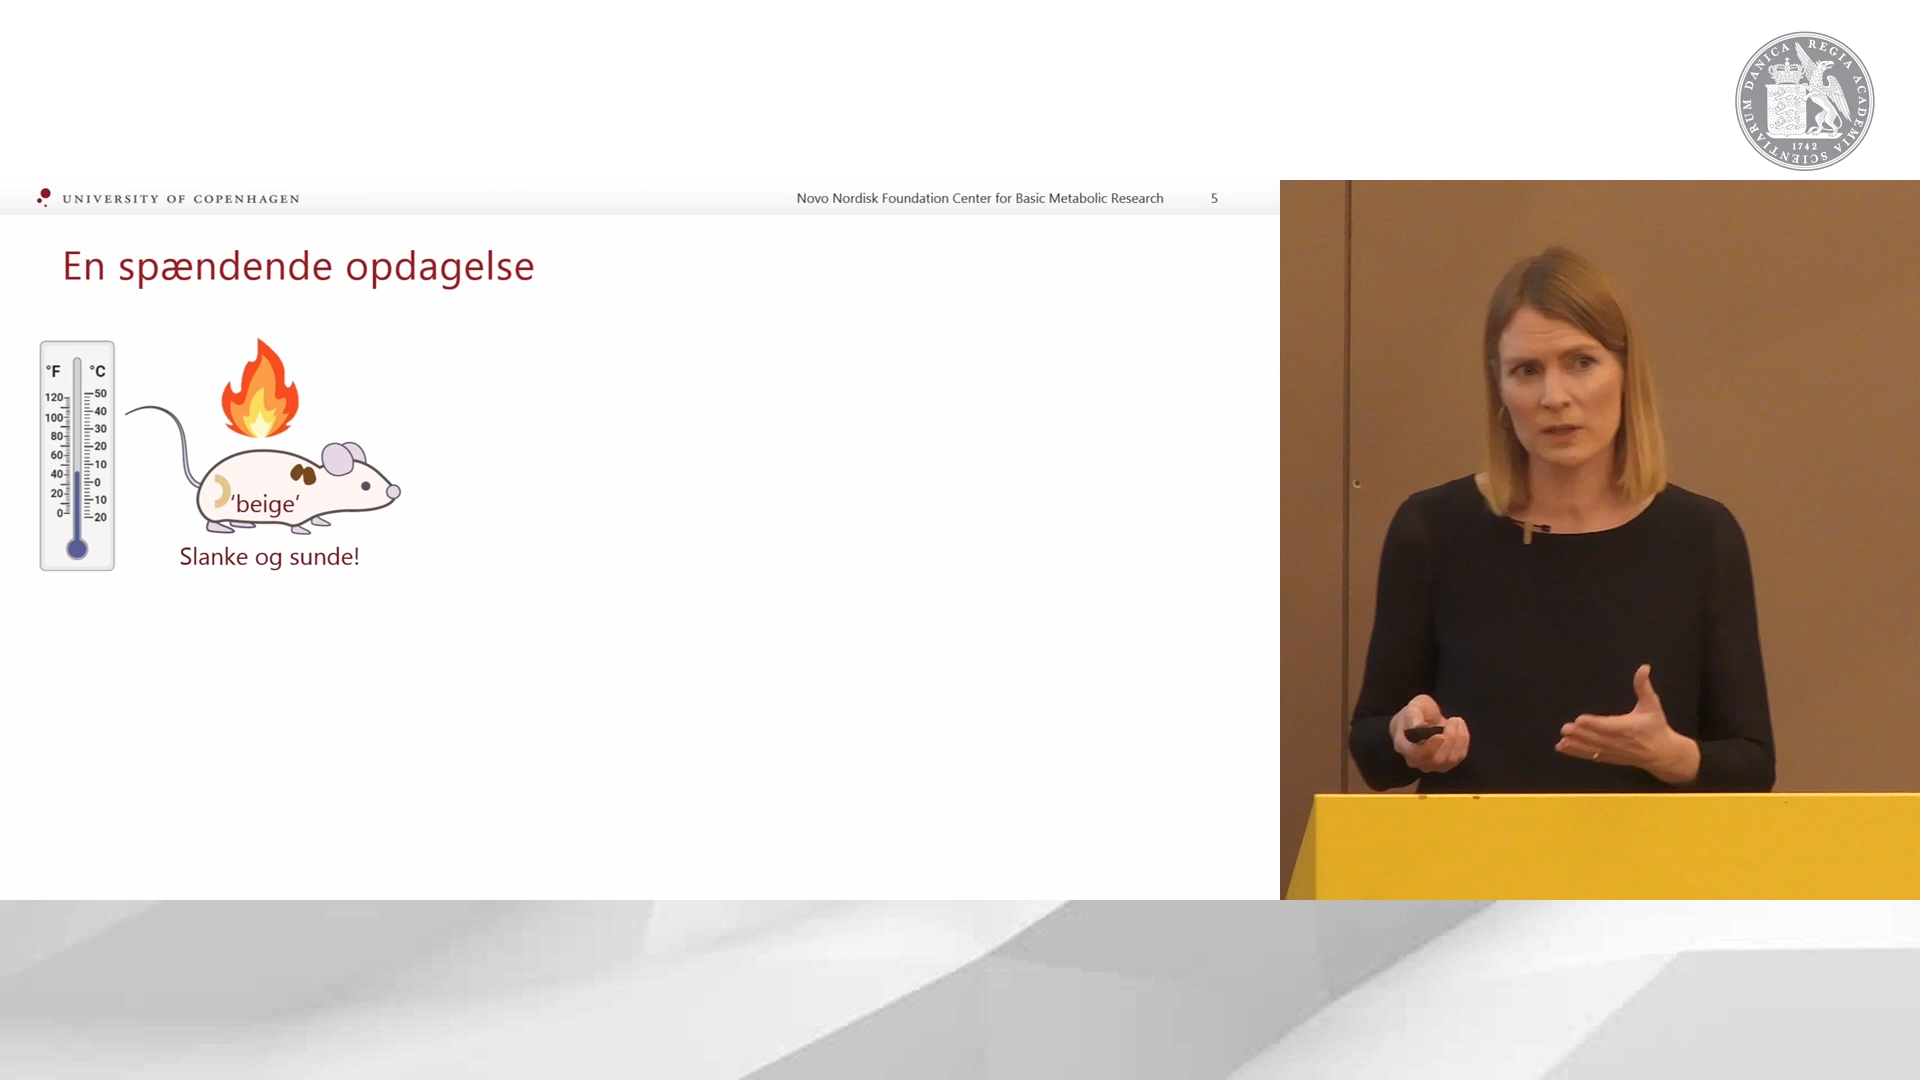 REGIA ACADEMIA SCIENTIARUM DANICA
1742
UNIVERSITY OF COPENHAGEN
Novo Nordisk Foundation Center for Basic Metabolic Research
5
En spændende opdagelse
°F °C
120
100
80
60
40
20
0
50
40
30
20
10
0
10
20
'beige'
Slanke og sunde!